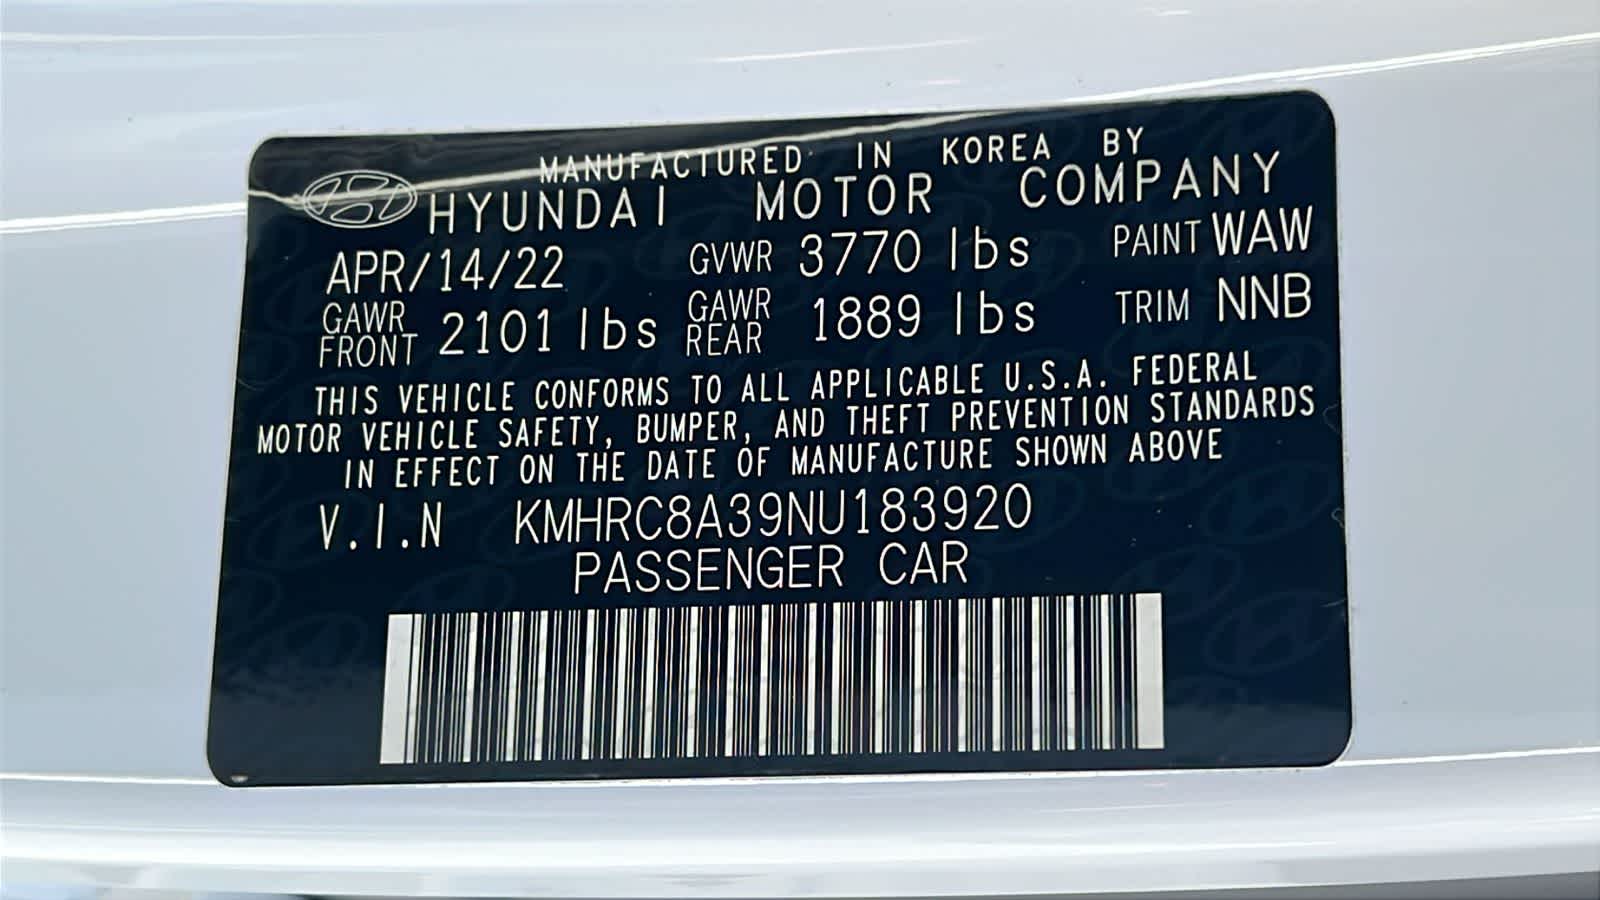 MANUFACTURED IN KOREA BY
HYUNDAI MOTOR COMPANY
APR/14/22 GVWR 3770 lbs PAINT WAW
GAWR FRONT 2101 lbs GAWR REAR 1889 lbs TRIM NNB
THIS VEHICLE CONFORMS TO ALL APPLICABLE U.S.A. FEDERAL
MOTOR VEHICLE SAFETY, BUMPER, AND THEFT PREVENTION STANDARDS
IN EFFECT ON THE DATE OF MANUFACTURE SHOWN ABOVE
V.I.N KMHRC8A39NU183920
PASSENGER CAR